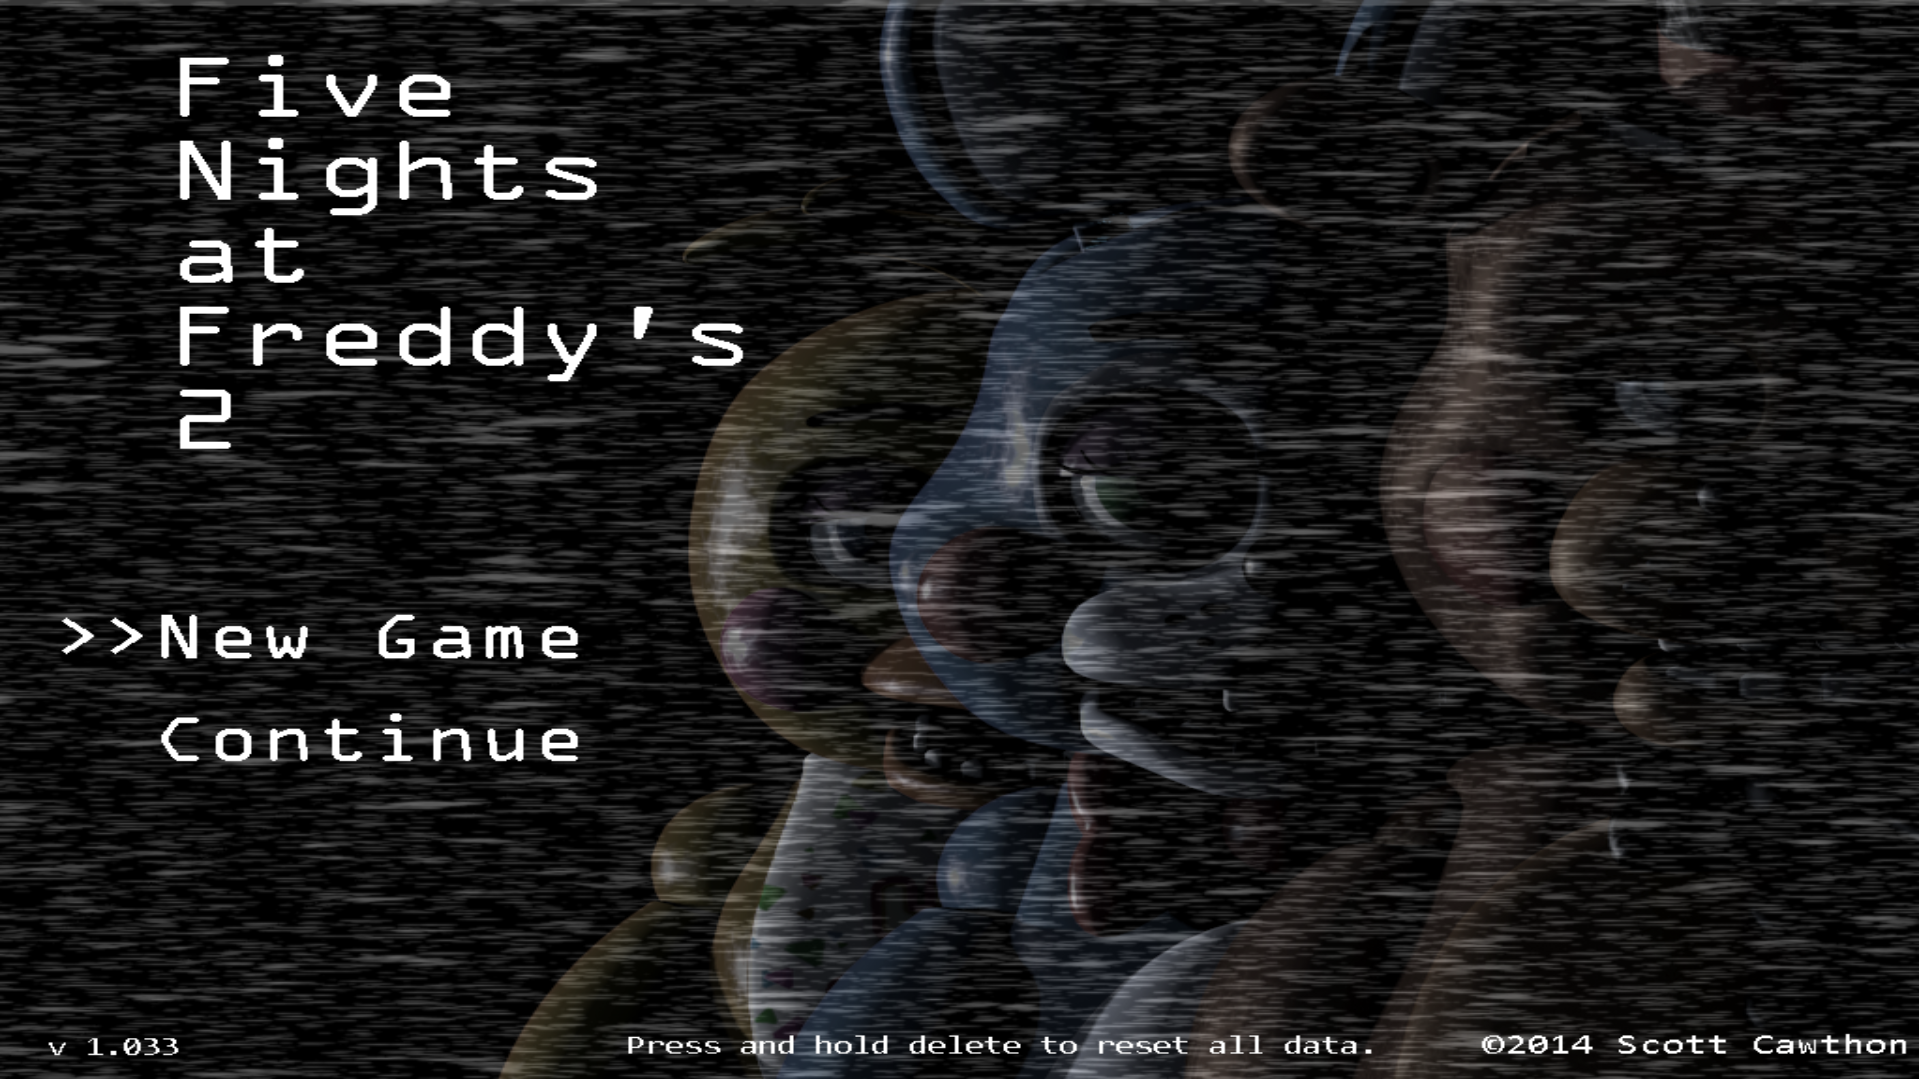 Five
Nights
at
Freddy's
2
>>New Game
Continue
v 1.033
Press and hold delete to reset all data.
©2014 Scott Cawthon